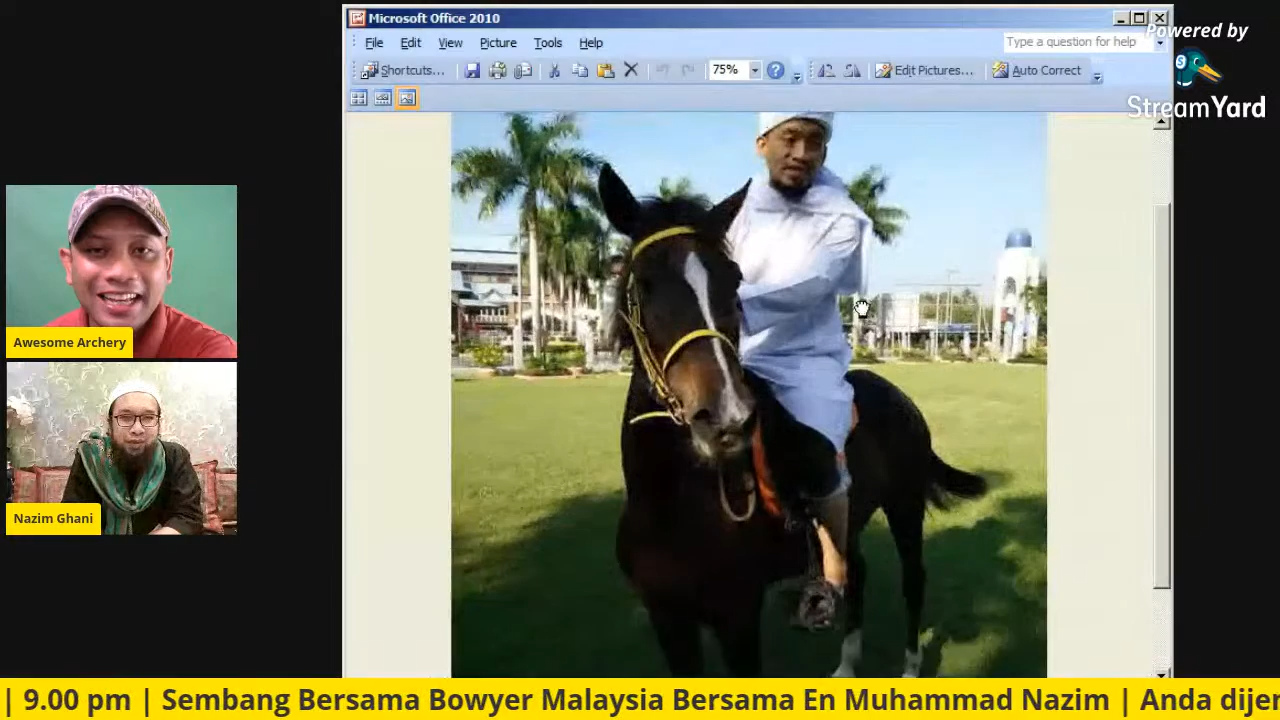 Microsoft Office 2010
File Edit View Picture Tools Help
Type a question for help
Shortcuts...
75%
Edit Pictures...
Auto Correct
Powered by
StreamYard
Awesome Archery
Nazim Ghani
| 9.00 pm | Sembang Bersama Bowyer Malaysia Bersama En Muhammad Nazim | Anda dijer